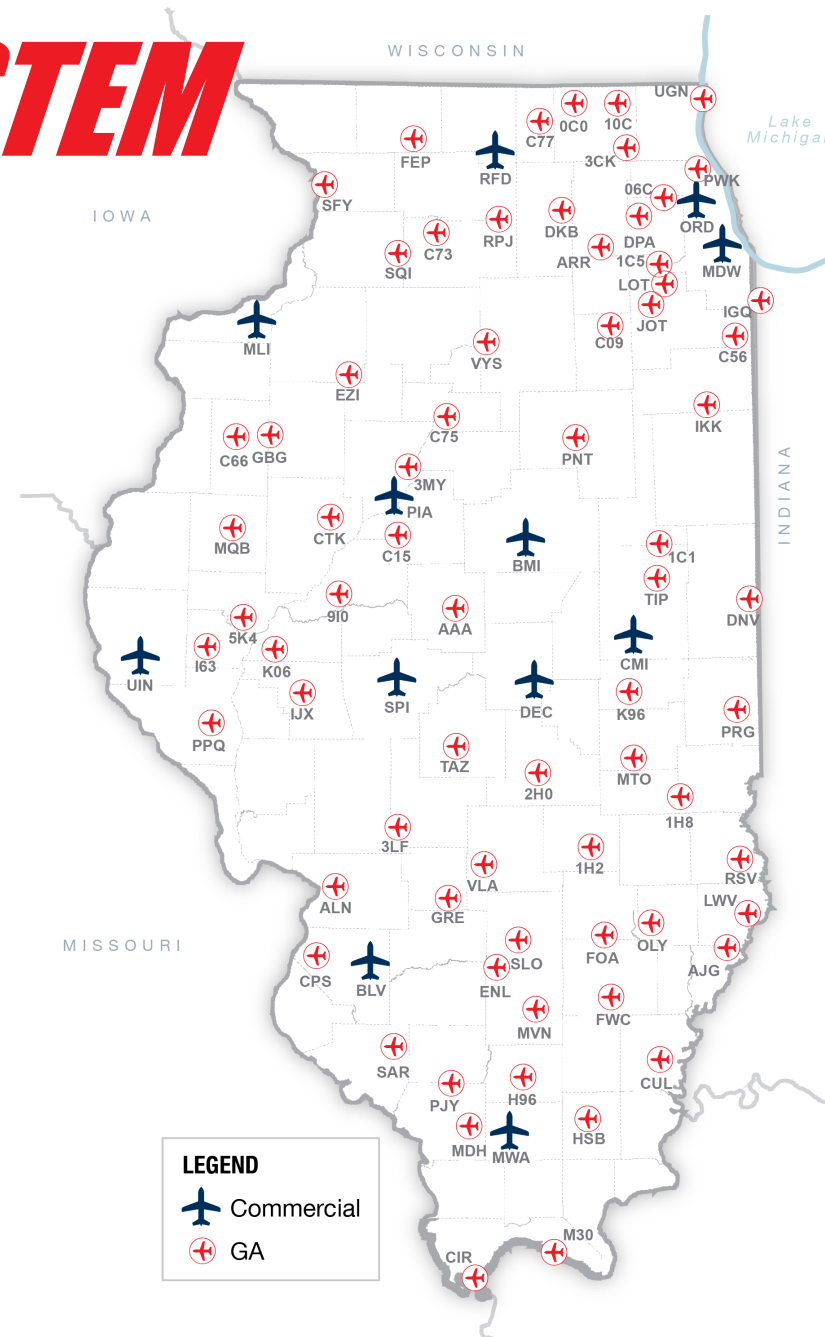 STEM
WISCONSIN
UGN
Lake
Michigan
0C0
10C
C77
3CK
FEP
RFD
PWK
06C
SFY
IOWA
ORD
RPJ
DKB
DPA
C73
ARR
1C5
MDW
SQI
LOT
IGQ
JOT
C09
MLI
C56
VYS
EZI
IKK
C75
C66
GBG
PNT
INDIANA
3MY
PIA
CTK
MQB
C15
1C1
BMI
TIP
9I0
DNV
AAA
5K4
I63
K06
CMI
UIN
IJX
SPI
DEC
K96
PRG
PPQ
TAZ
MTO
2H0
1H8
3LF
1H2
VLA
RSV
ALN
GRE
LWV
MISSOURI
OLY
FOA
SLO
AJG
CPS
BLV
ENL
MVN
FWC
SAR
CUL
PJY
H96
HSB
MDH
MWA
LEGEND
Commercial
GA
M30
CIR